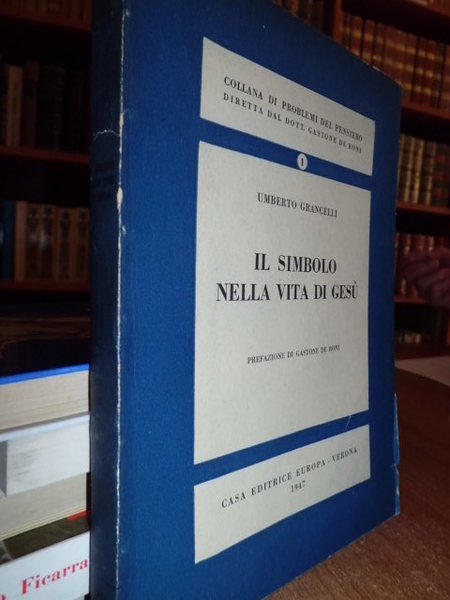 COLLANA DI PROBLEMI DEL PENSIERO
DIRETTA DAL DOTT. GASTONE DE BONI
1
UMBERTO GRANCELLI
IL SIMBOLO
NELLA VITA DI GESÙ
PREFAZIONE DI GASTONE DE BONI
CASA EDITRICE EUROPA - VERONA
1947
Ficarra